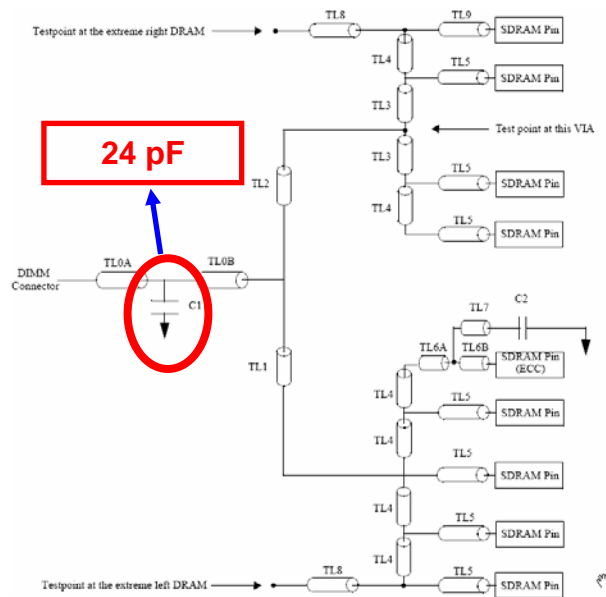 TL8
TL9
Testpoint at the extreme right DRAM
SDRAM Pin
TL4
TL5
SDRAM Pin
TL3
24 pF
Test point at this VIA
TL3
TL2
TL5
SDRAM Pin
TL4
TL5
SDRAM Pin
TL0A
TL0B
DIMM
Connector
C1
TL7
C2
TL6A
TL6B
SDRAM Pin
(ECC)
TL1
TL4
TL5
SDRAM Pin
TL4
TL5
SDRAM Pin
TL4
TL5
SDRAM Pin
TL4
TL8
TL5
Testpoint at the extreme left DRAM
SDRAM Pin